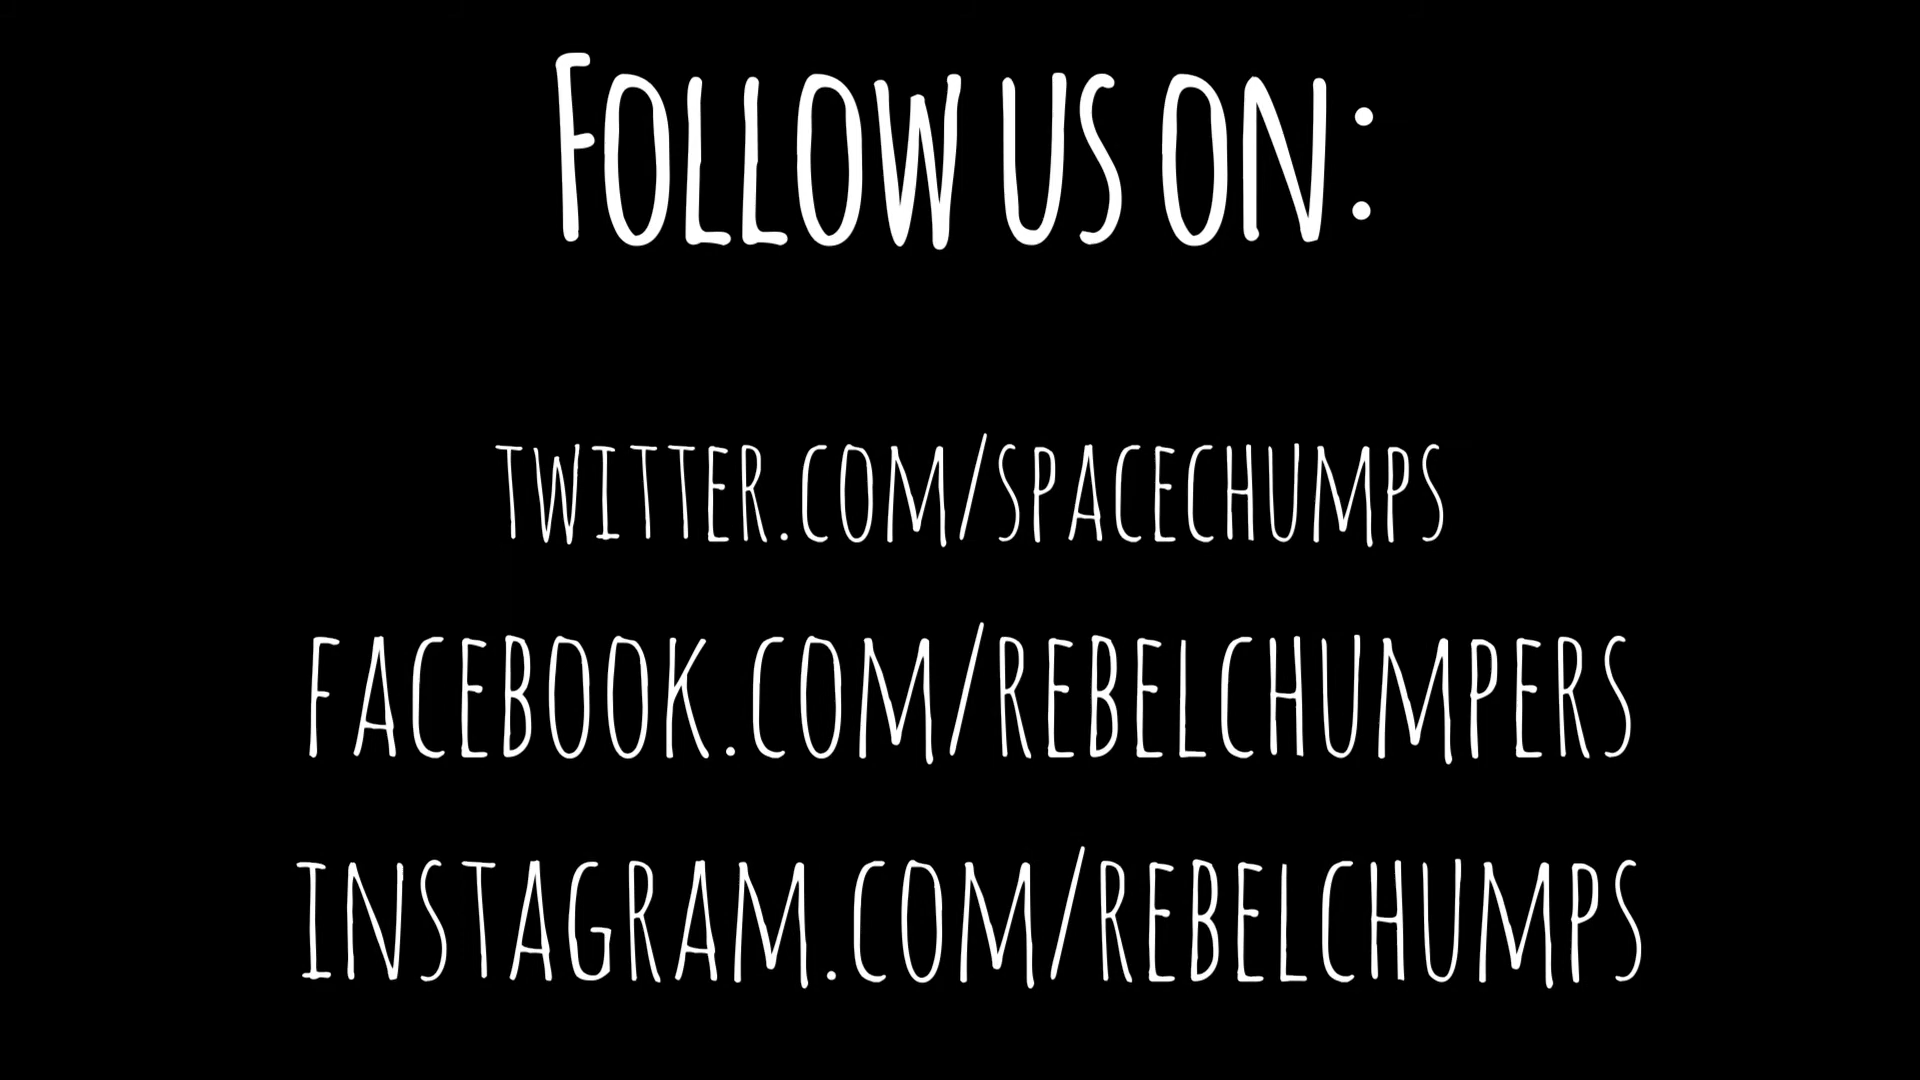 Follow us on:
twitter.com/spacechumps
facebook.com/rebelchumpers
instagram.com/rebelchumps